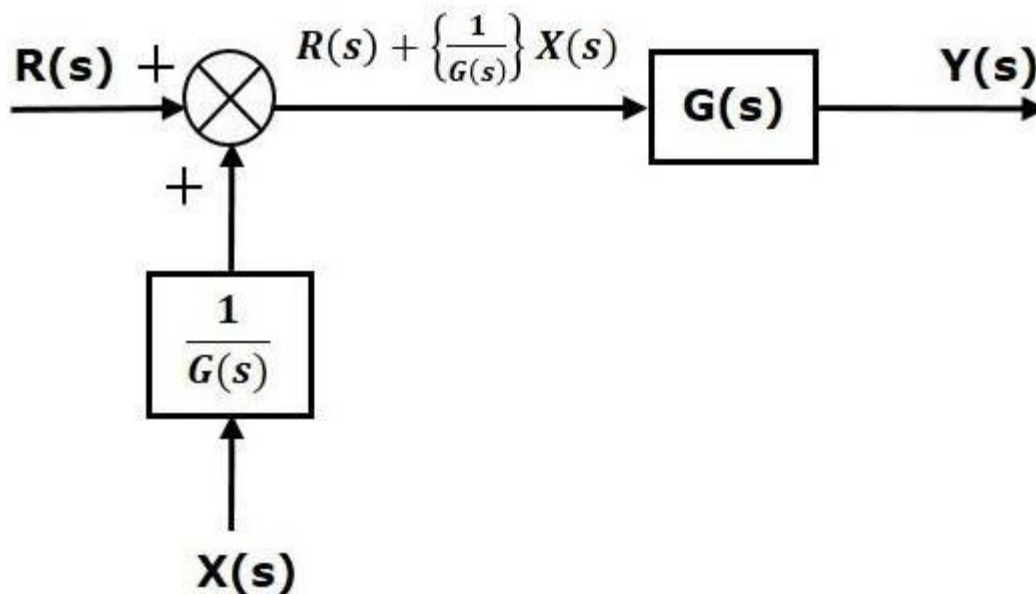 R(s)
+
R(s) + {1/G(s)} X(s)
G(s)
Y(s)
+
1
G(s)
X(s)